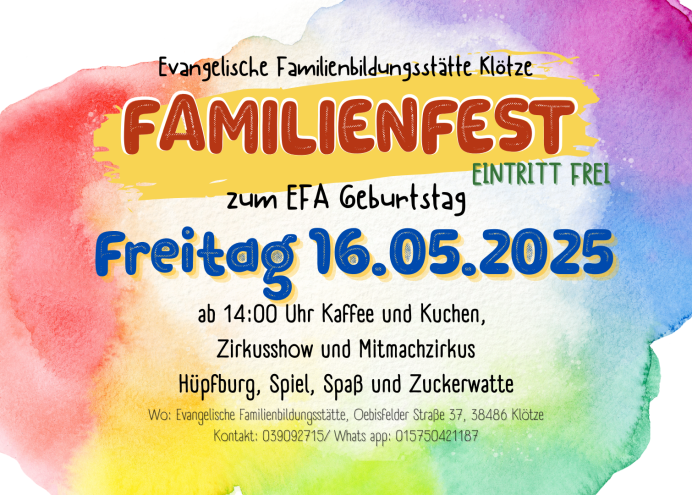 Evangelische Familienbildungsstätte Klötze
FAMILIENFEST
EINTRITT FREI
zum EFA Geburtstag
Freitag 16.05.2025
ab 14:00 Uhr Kaffee und Kuchen,
Zirkusshow und Mitmachzirkus
Hüpfburg, Spiel, Spaß und Zuckerwatte
Wo: Evangelische Familienbildungsstätte, Oebisfelder Straße 37, 38486 Klötze
Kontakt: 039092715/ Whats app: 015750421187